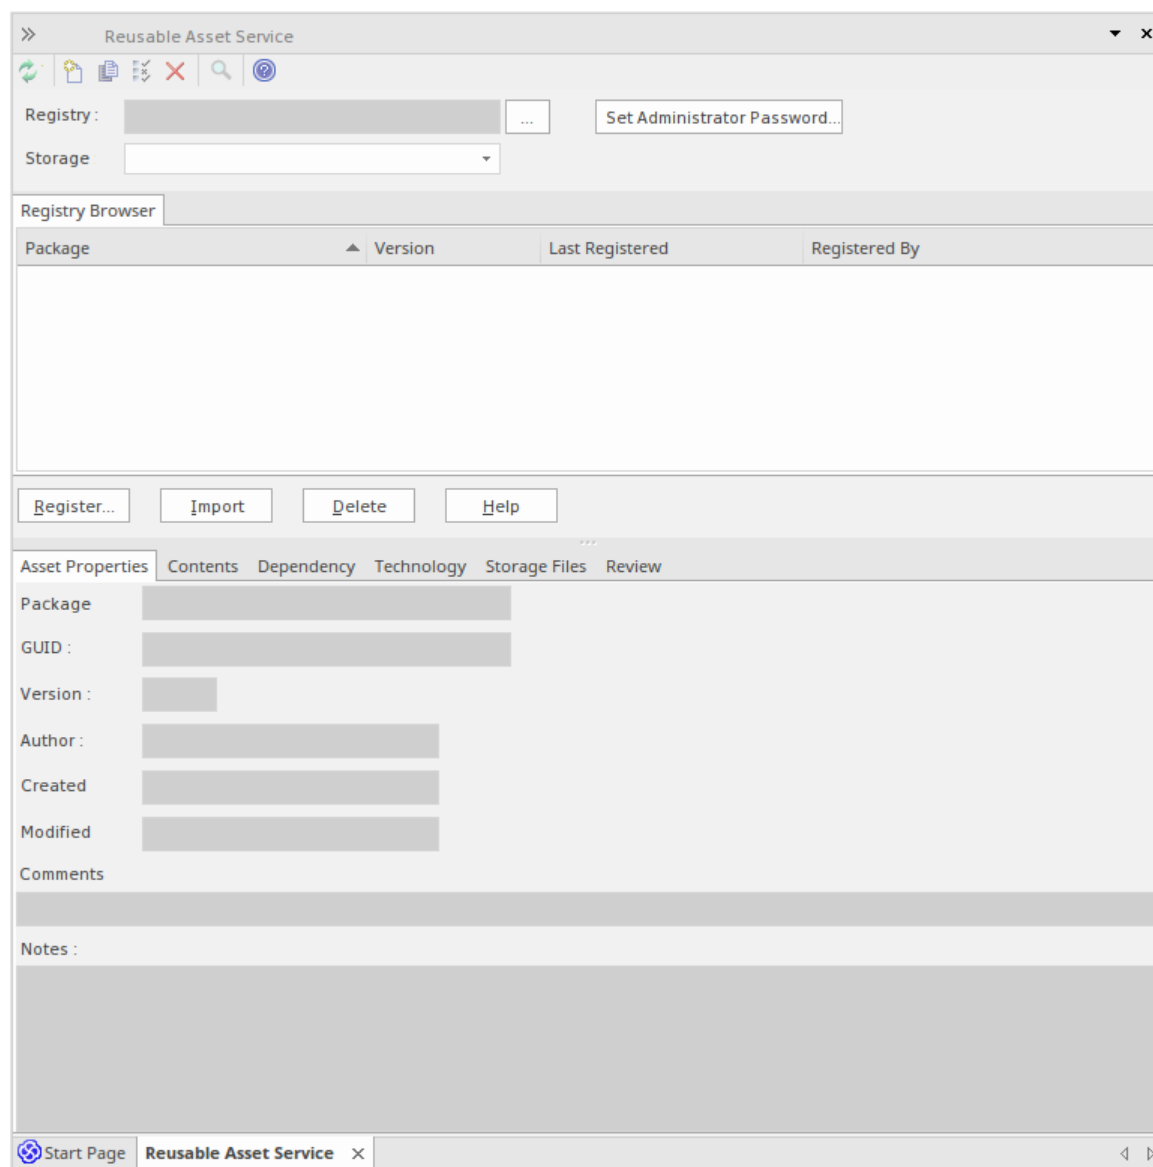 Reusable Asset Service
Registry :
...
Set Administrator Password...
Storage
Registry Browser
Package Version Last Registered Registered By
Register... Import Delete Help
Asset Properties Contents Dependency Technology Storage Files Review
Package
GUID :
Version :
Author :
Created
Modified
Comments
Notes :
Start Page Reusable Asset Service